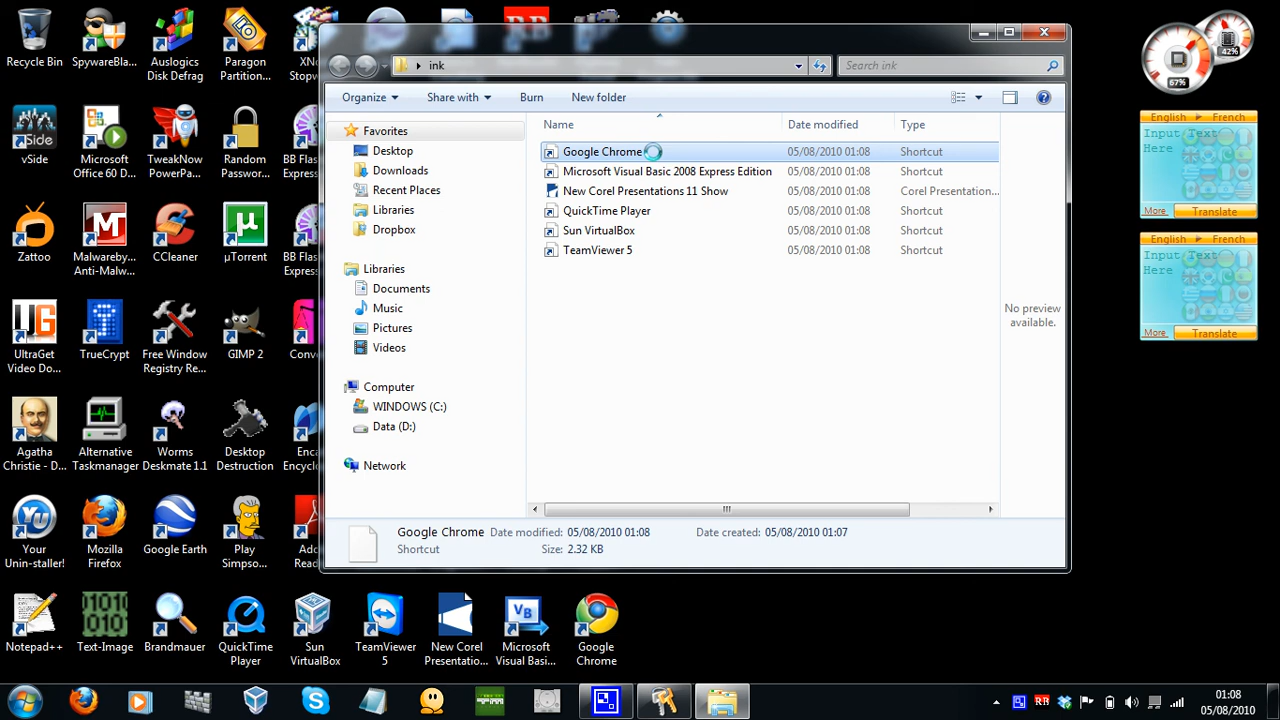 Recycle Bin
SpywareBla...
Auslogics
Disk Defrag
Paragon
Partition...
XN
Stopw
vSide
Side
Microsoft
Office 60 D...
TweakNow
PowerPa...
Random
Passwor...
BB Flas
Express
Zattoo
Malwareby...
Anti-Malw...
CCleaner
µTorrent
BB Flas
Express
UltraGet
Video Do...
TrueCrypt
Free Window
Registry Re...
GIMP 2
Conv
Agatha
Christie - D...
Alternative
Taskmanager
Worms
Deskmate 1.1
Desktop
Destruction
Enca
Encyclo
Your
Unin-staller!
Mozilla
Firefox
Google Earth
Play
Simpso...
Ado
Read
Notepad++
Text-Image
Brandmauer
QuickTime
Player
Sun
VirtualBox
TeamViewer
5
New Corel
Presentatio...
Microsoft
Visual Basi...
Google
Chrome
ink
Search ink
Organize
Share with
Burn
New folder
Favorites
Desktop
Downloads
Recent Places
Libraries
Dropbox
Libraries
Documents
Music
Pictures
Videos
Computer
WINDOWS (C:)
Data (D:)
Network
Name
Date modified
Type
Google Chrome 05/08/2010 01:08 Shortcut
Microsoft Visual Basic 2008 Express Edition 05/08/2010 01:08 Shortcut
New Corel Presentations 11 Show 05/08/2010 01:08 Corel Presentation...
QuickTime Player 05/08/2010 01:08 Shortcut
Sun VirtualBox 05/08/2010 01:08 Shortcut
TeamViewer 5 05/08/2010 01:08 Shortcut
No preview
available.
Google Chrome Date modified: 05/08/2010 01:08 Date created: 05/08/2010 01:07
Shortcut Size: 2.32 KB
42%
67%
English French
Input Text
Here
More
Translate
English French
Input Text
Here
More
Translate
01:08
05/08/2010